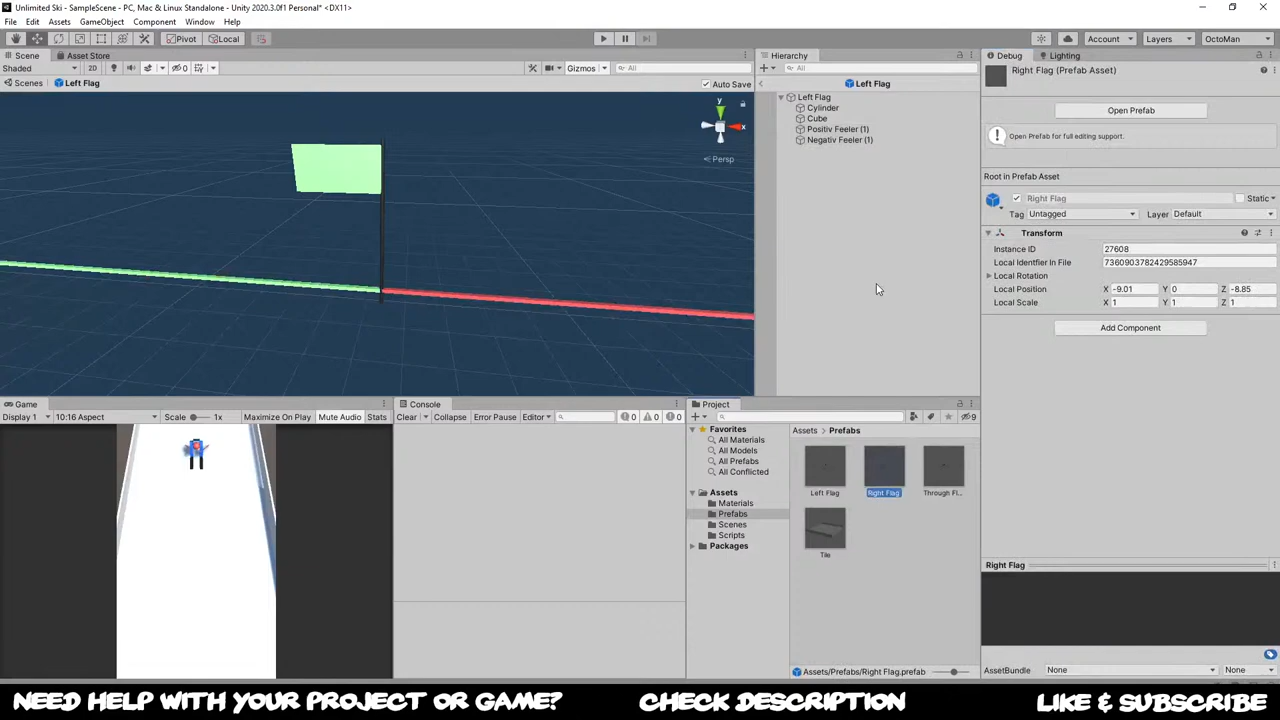 Unlimited Ski - SampleScene - PC, Mac & Linux Standalone - Unity 2020.3.0f1 Personal* <DX11>
File Edit Assets GameObject Component Window Help
Pivot Local Account Layers OctoMan
Scene Asset Store
Shaded 2D 0 Gizmos All
Scenes Left Flag Auto Save
y
x
Persp
Hierarchy
All
Left Flag
Left Flag
Cylinder
Cube
Positiv Feeler (1)
Negativ Feeler (1)
Debug Lighting
Right Flag (Prefab Asset)
Open Prefab
Open Prefab for full editing support.
Root in Prefab Asset
Right Flag Static
Tag Untagged Layer Default
Transform
Instance ID 27608
Local Identifier In File 7360903782429585947
Local Rotation
Local Position X -9.01 Y 0 Z -8.85
Local Scale X 1 Y 1 Z 1
Add Component
Game
Display 1 10:16 Aspect Scale 1x Maximize On Play Mute Audio Stats
Console
Clear Collapse Error Pause Editor 0 0 0
Project
9
Favorites
All Materials
All Models
All Prefabs
All Conflicted
Assets
Materials
Prefabs
Scenes
Scripts
Packages
Assets > Prefabs
Left Flag Right Flag Through Fl...
Tile
Assets/Prefabs/Right Flag.prefab
Right Flag
AssetBundle None None
NEED HELP WITH YOUR PROJECT OR GAME? CHECK DESCRIPTION LIKE & SUBSCRIBE